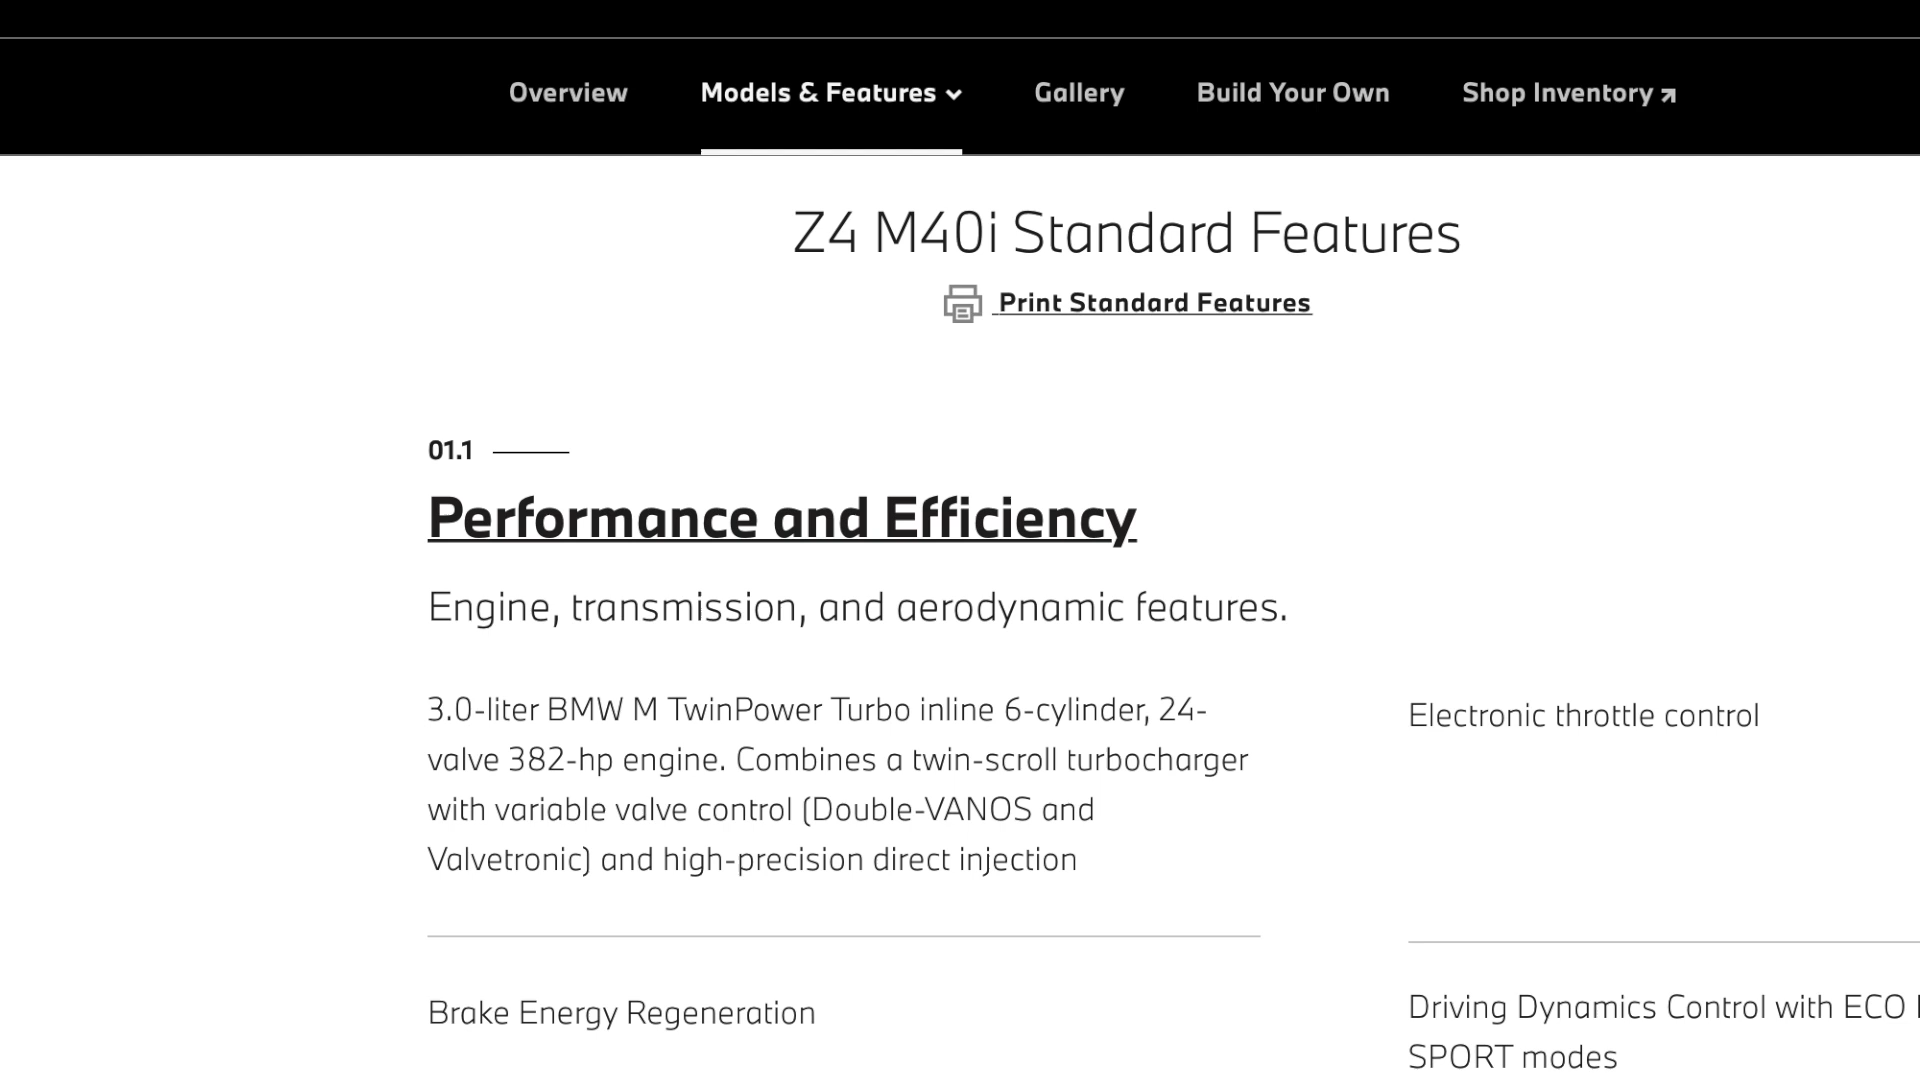 Overview
Models & Features
Gallery
Build Your Own
Shop Inventory
Z4 M40i Standard Features
Print Standard Features
01.1
Performance and Efficiency
Engine, transmission, and aerodynamic features.
3.0-liter BMW M TwinPower Turbo inline 6-cylinder, 24-
valve 382-hp engine. Combines a twin-scroll turbocharger
with variable valve control (Double-VANOS and
Valvetronic) and high-precision direct injection
Electronic throttle control
Brake Energy Regeneration
Driving Dynamics Control with ECO
SPORT modes